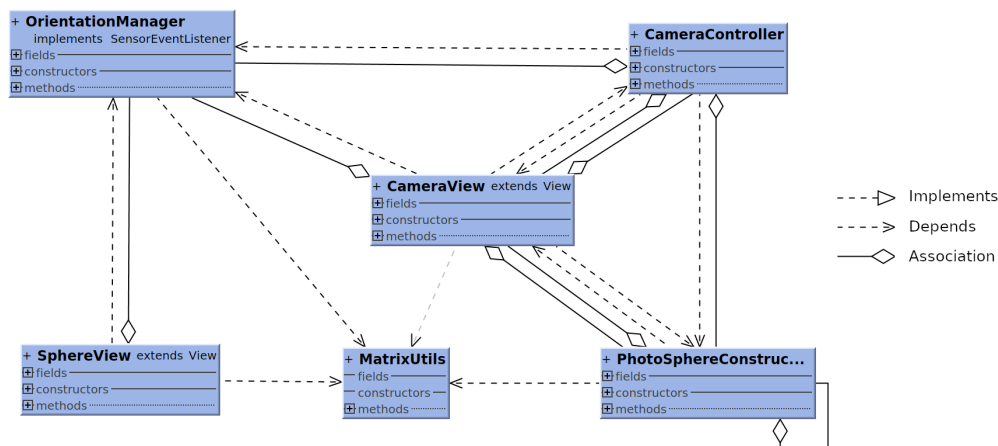 + OrientationManager
implements SensorEventListener
fields
constructors
methods
+ CameraController
fields
constructors
methods
+ CameraView extends View
fields
constructors
methods
Implements
Depends
Association
+ SphereView extends View
fields
constructors
methods
+ MatrixUtils
fields
constructors
methods
+ PhotoSphereConstruc...
fields
constructors
methods